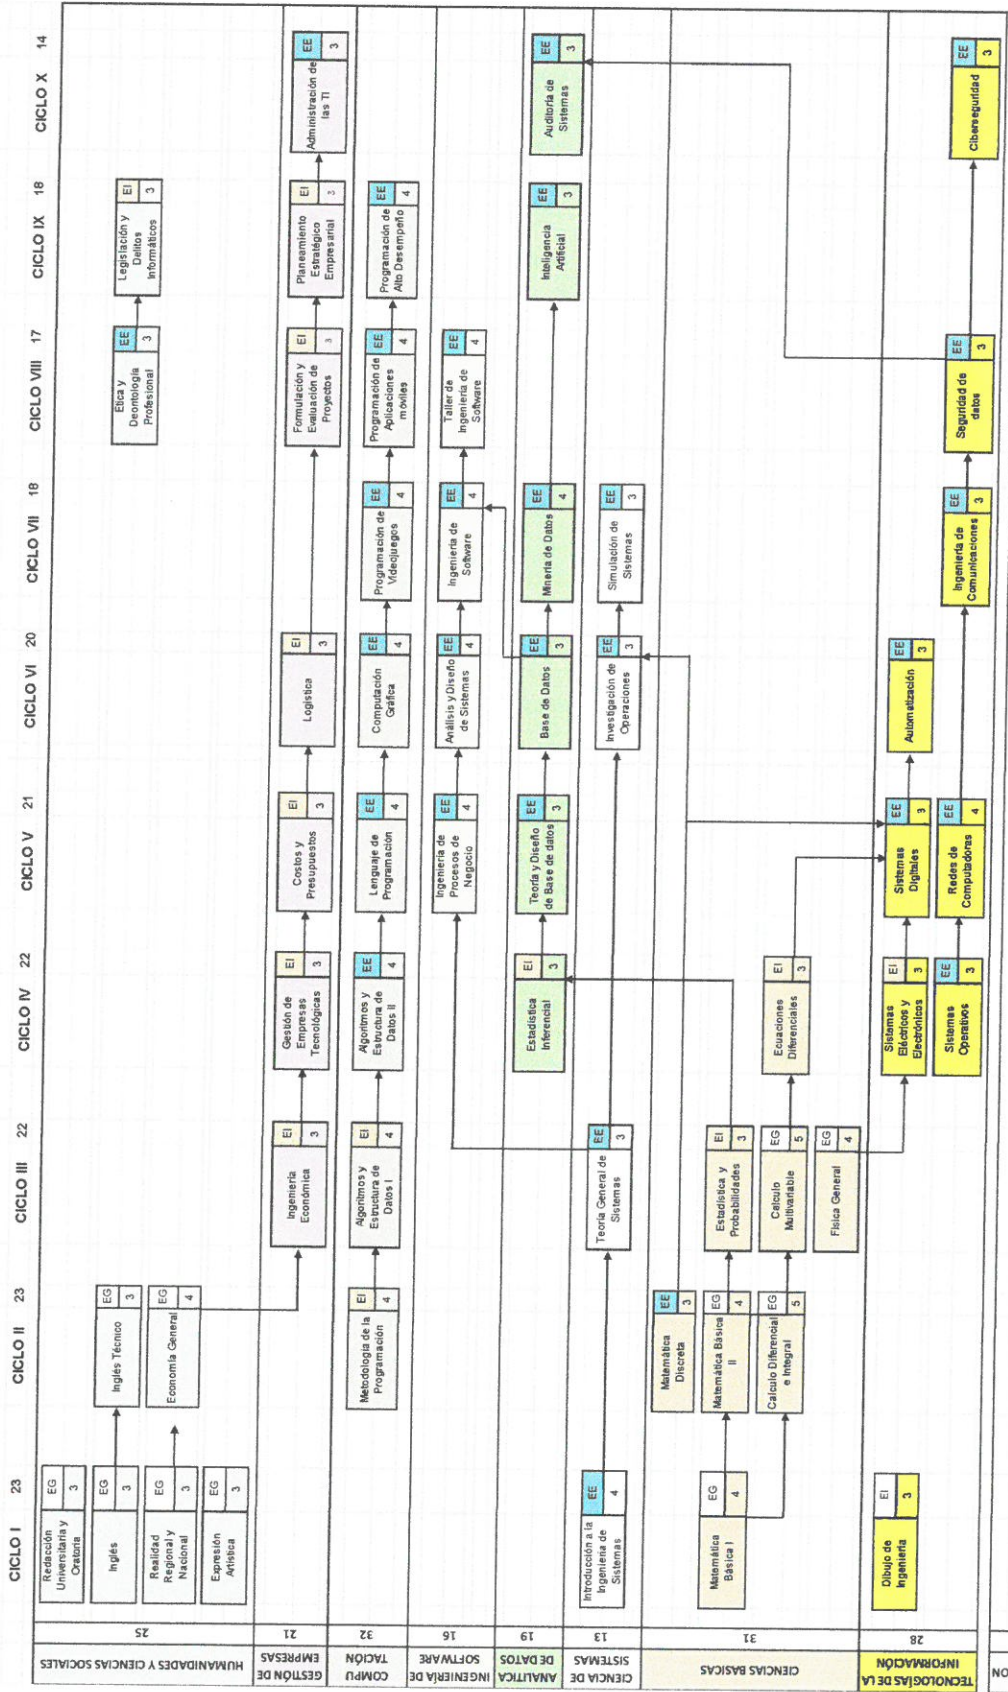 CICLO I 23
CICLO II 23
CICLO III 22
CICLO IV 22
CICLO V 21
CICLO VI 20
CICLO VII 18
CICLO VIII 17
CICLO IX 18
CICLO X 14
HUMANIDADES Y CIENCIAS SOCIALES
25
Redacción
Universitaria y
Oratoria
EG
3
Inglés
EG
3
Realidad
Regional y
Nacional
EG
3
Expresión
Artística
EG
3
Inglés Técnico
EG
3
Economía General
EG
4
Ética y
Deontología
Profesional
EE
3
Legislación y
Delitos
Informáticos
EI
3
GESTIÓN DE
EMPRESAS
21
Ingeniería
Económica
EI
3
Gestión de
Empresas
Tecnológicas
EI
3
Costos y
Presupuestos
EI
3
Logística
EI
3
Formulación y
Evaluación de
Proyectos
EI
3
Planeamiento
Estratégico
Empresarial
EI
3
Administración de
las TI
EE
3
COMPU
TACIÓN
32
Metodología de la
Programación
EI
4
Algoritmos y
Estructura de
Datos I
EI
4
Algoritmos y
Estructura de
Datos II
EE
4
Lenguaje de
Programación
EE
4
Computación
Gráfica
EE
4
Programación de
Videojuegos
EE
4
Programación de
Aplicaciones
móviles
EE
4
Programación de
Alto Desempeño
EE
4
INGENIERÍA DE
SOFTWARE
16
Ingeniería de
Procesos de
Negocio
EE
4
Análisis y Diseño
de Sistemas
EE
4
Ingeniería de
Software
EE
4
Taller de
Ingeniería de
Software
EE
4
ANALITICA
DE DATOS
19
Estadística
Inferencial
EI
3
Teoría y Diseño
de Base de datos
EE
3
Base de Datos
EE
3
Minería de Datos
EE
4
Inteligencia
Artificial
EE
3
Auditoría de
Sistemas
EE
3
CIENCIA DE
SISTEMAS
13
Introducción a la
Ingeniería de
Sistemas
EE
4
Teoría General de
Sistemas
EE
3
Investigación de
Operaciones
EE
3
Simulación de
Sistemas
EE
3
CIENCIAS BASICAS
31
Matemática
Básica I
EG
4
Matemática
Discreta
EE
3
Matemática Básica
II
EG
4
Calculo Diferencial
e Integral
EG
5
Estadística y
Probabilidades
EI
3
Calculo
Multivariable
EG
5
Física General
EG
4
Ecuaciones
Diferenciales
EI
3
TECNOLOGÍAS DE LA
INFORMACIÓN
28
Dibujo de
Ingeniería
EI
3
Sistemas
Eléctricos y
Electrónicos
EI
3
Sistemas
Operativos
EE
3
Sistemas
Digitales
EE
3
Redes de
Computadoras
EE
4
Automatización
EE
3
Ingeniería de
Comunicaciones
EE
3
Seguridad de
datos
EE
3
Ciberseguridad
EE
3